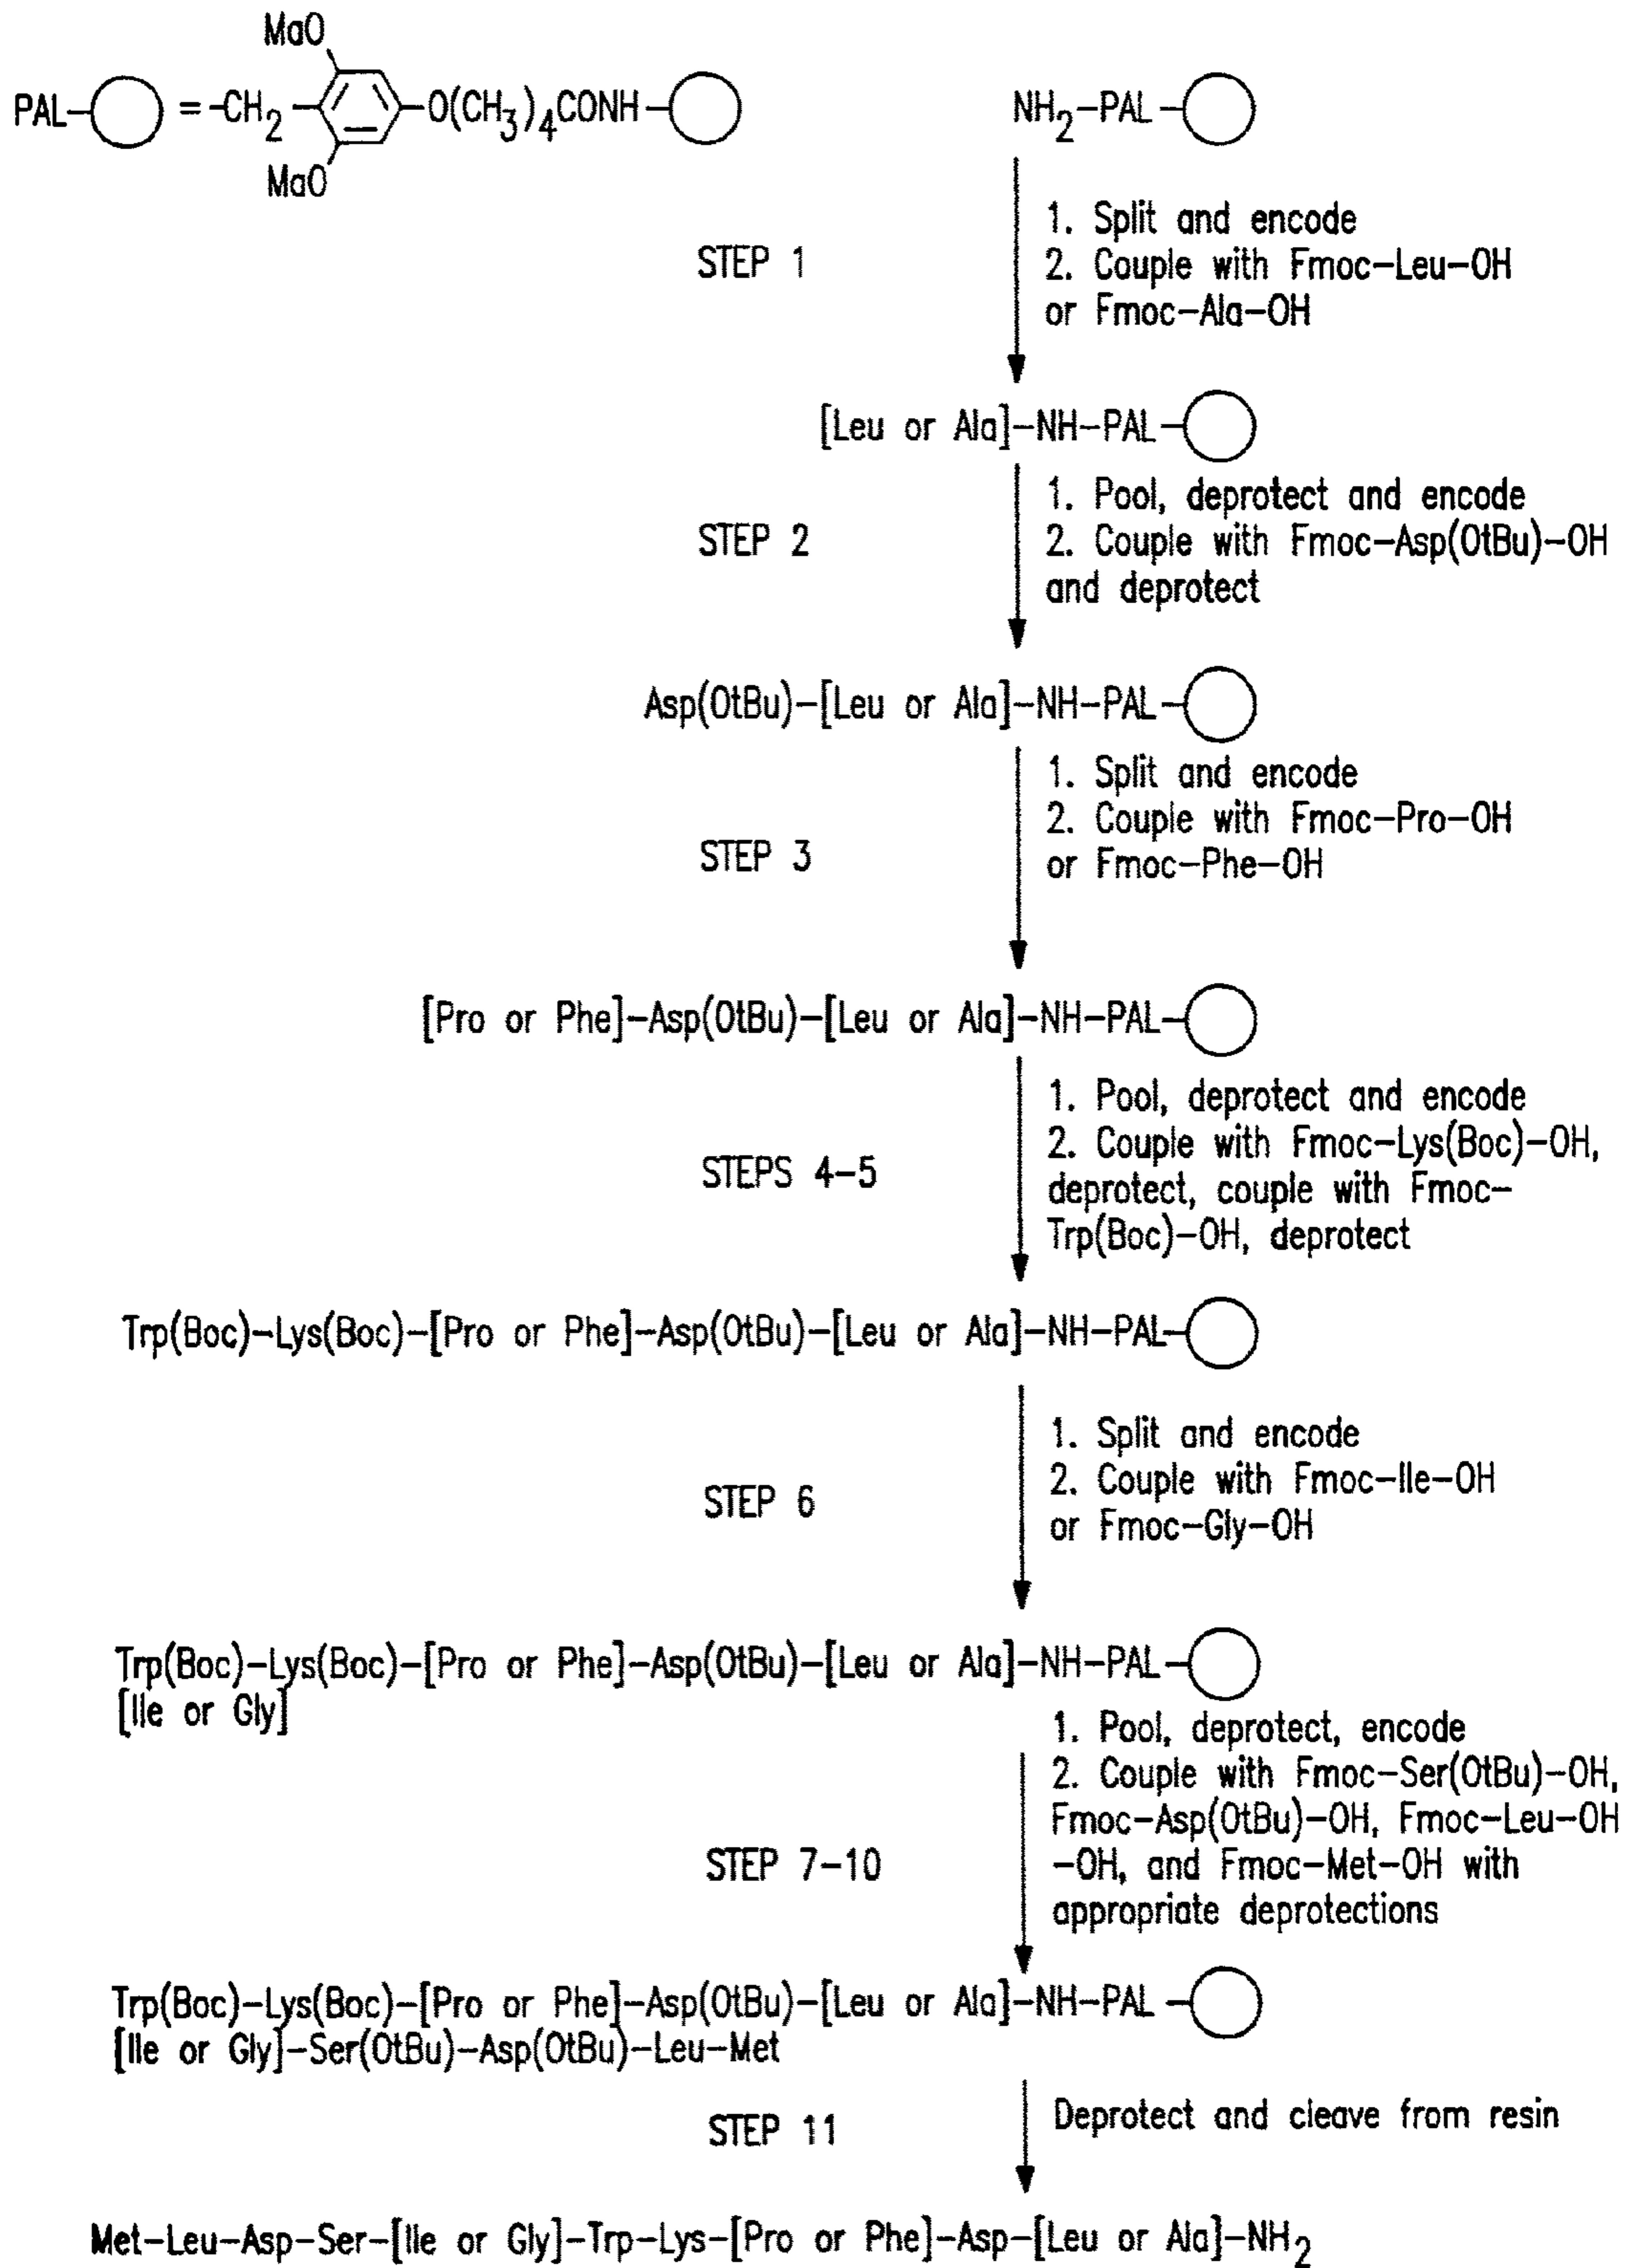 MaO
PAL- =-CH2- -O(CH3)4CONH-
MaO
NH2-PAL-
STEP 1
1. Split and encode
2. Couple with Fmoc-Leu-OH
or Fmoc-Ala-OH
[Leu or Ala]-NH-PAL-
STEP 2
1. Pool, deprotect and encode
2. Couple with Fmoc-Asp(OtBu)-OH
and deprotect
Asp(OtBu)-[Leu or Ala]-NH-PAL-
STEP 3
1. Split and encode
2. Couple with Fmoc-Pro-OH
or Fmoc-Phe-OH
[Pro or Phe]-Asp(OtBu)-[Leu or Ala]-NH-PAL-
STEPS 4-5
1. Pool, deprotect and encode
2. Couple with Fmoc-Lys(Boc)-OH,
deprotect, couple with Fmoc-
Trp(Boc)-OH, deprotect
Trp(Boc)-Lys(Boc)-[Pro or Phe]-Asp(OtBu)-[Leu or Ala]-NH-PAL-
STEP 6
1. Split and encode
2. Couple with Fmoc-Ile-OH
or Fmoc-Gly-OH
Trp(Boc)-Lys(Boc)-[Pro or Phe]-Asp(OtBu)-[Leu or Ala]-NH-PAL-
[Ile or Gly]
STEP 7-10
1. Pool, deprotect, encode
2. Couple with Fmoc-Ser(OtBu)-OH,
Fmoc-Asp(OtBu)-OH, Fmoc-Leu-OH
-OH, and Fmoc-Met-OH with
appropriate deprotections
Trp(Boc)-Lys(Boc)-[Pro or Phe]-Asp(OtBu)-[Leu or Ala]-NH-PAL-
[Ile or Gly]-Ser(OtBu)-Asp(OtBu)-Leu-Met
STEP 11
Deprotect and cleave from resin
Met-Leu-Asp-Ser-[Ile or Gly]-Trp-Lys-[Pro or Phe]-Asp-[Leu or Ala]-NH2